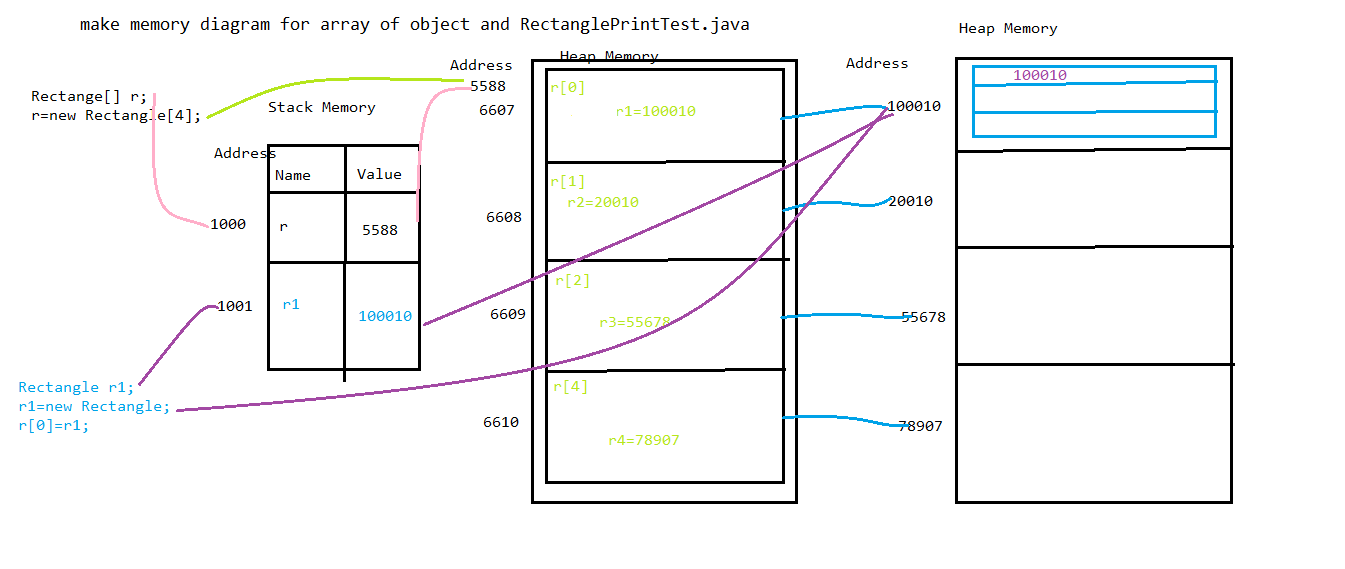 make memory diagram for array of object and RectanglePrintTest.java
Heap Memory
Heap Memory
Address
Address
Rectange[] r;
r=new Rectangle[4];
Stack Memory
5588
6607
r[0]
r1=100010
100010
100010
Address
Name Value
1000 r 5588
6608
r[1]
r2=20010
20010
1001 r1 100010
6609
r[2]
r3=55678
55678
Rectangle r1;
r1=new Rectangle;
r[0]=r1;
6610
r[4]
r4=78907
78907